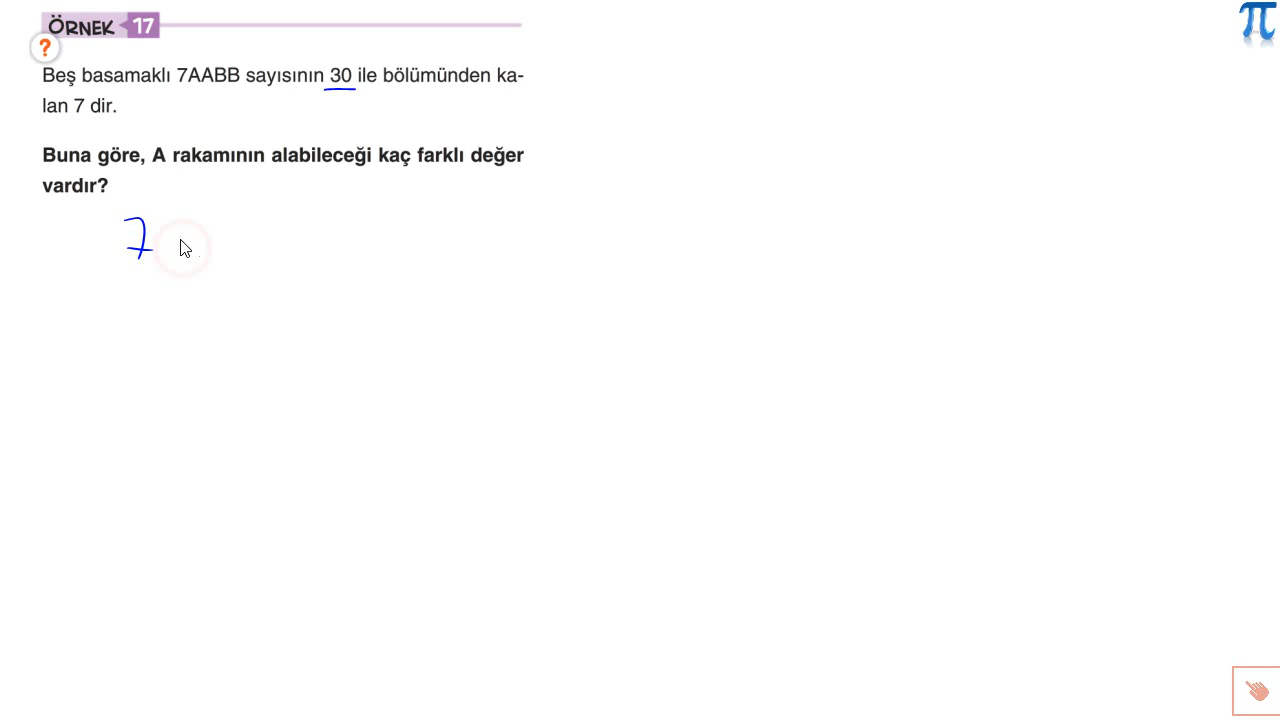 ÖRNEK 17
?
Beş basamaklı 7AABB sayısının 30 ile bölümünden ka-
lan 7 dir.
Buna göre, A rakamının alabileceği kaç farklı değer
vardır?
7
π